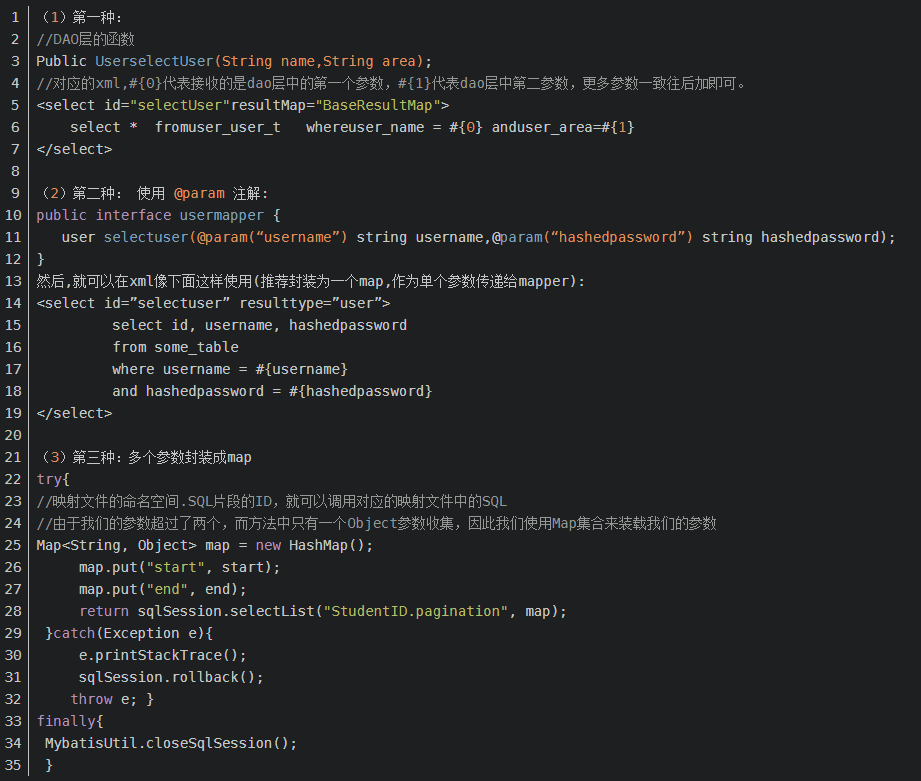 1 （1）第一种：
2 //DAO层的函数
3 Public UserselectUser(String name,String area);
4 //对应的xml,#{0}代表接收的是dao层中的第一个参数，#{1}代表dao层中第二参数，更多参数一致往后加即可。
5 <select id="selectUser"resultMap="BaseResultMap">
6     select *  fromuser_user_t   whereuser_name = #{0} anduser_area=#{1}
7 </select>
8
9 （2）第二种： 使用 @param 注解:
10 public interface usermapper {
11    user selectuser(@param(“username”) string username,@param(“hashedpassword”) string hashedpassword);
12 }
13 然后,就可以在xml像下面这样使用(推荐封装为一个map,作为单个参数传递给mapper):
14 <select id=”selectuser” resulttype=”user”>
15          select id, username, hashedpassword
16          from some_table
17          where username = #{username}
18          and hashedpassword = #{hashedpassword}
19 </select>
20
21 （3）第三种：多个参数封装成map
22 try{
23 //映射文件的命名空间.SQL片段的ID，就可以调用对应的映射文件中的SQL
24 //由于我们的参数超过了两个，而方法中只有一个Object参数收集，因此我们使用Map集合来装载我们的参数
25 Map<String, Object> map = new HashMap();
26      map.put("start", start);
27      map.put("end", end);
28      return sqlSession.selectList("StudentID.pagination", map);
29  }catch(Exception e){
30      e.printStackTrace();
31      sqlSession.rollback();
32     throw e; }
33 finally{
34  MybatisUtil.closeSqlSession();
35  }